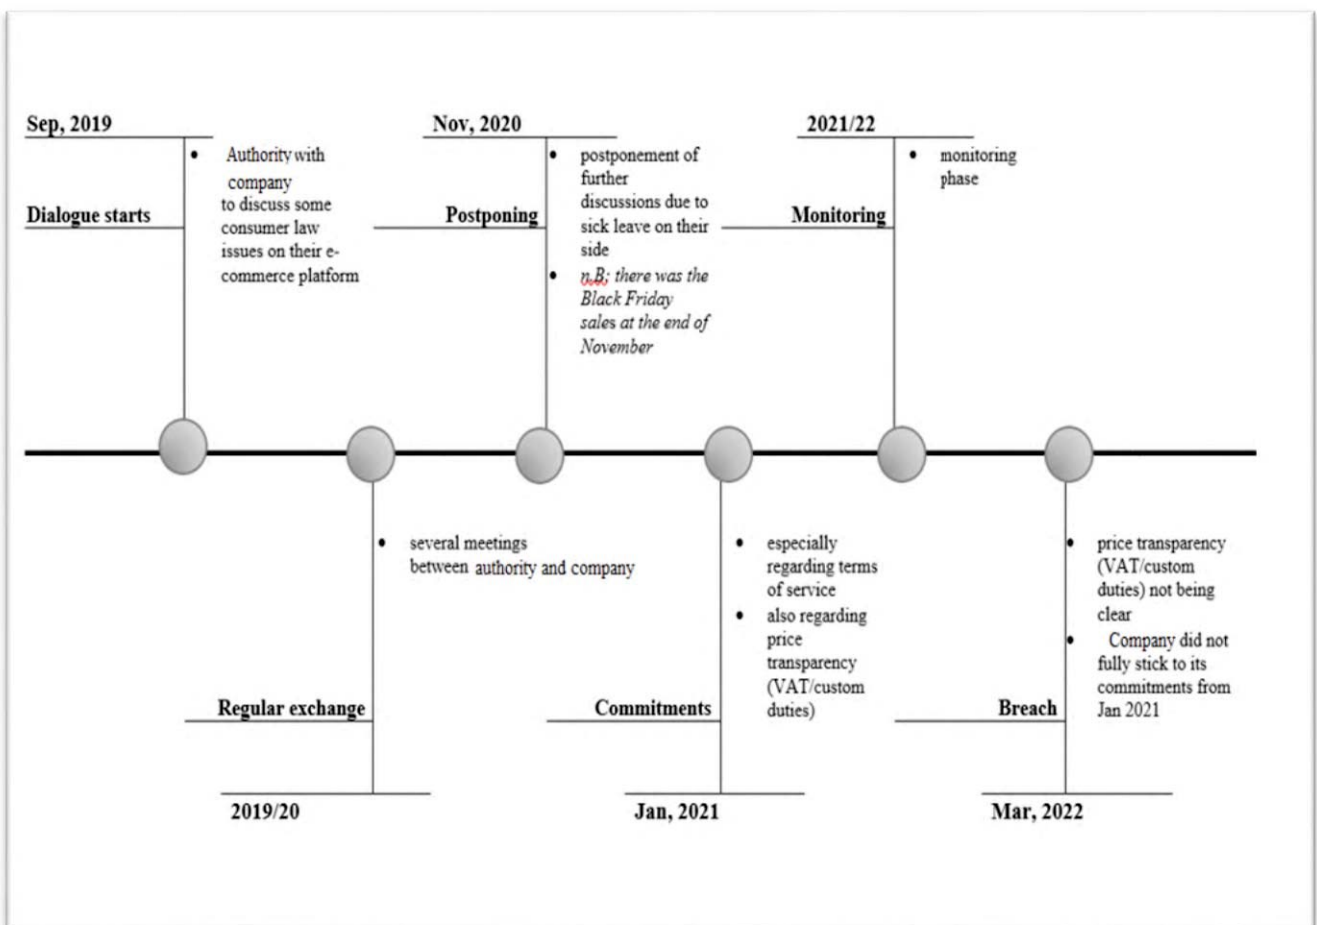 Sep, 2019
Dialogue starts
• Authority with
company
to discuss some
consumer law
issues on their e-
commerce platform
several meetings
between authority and company
Regular exchange
2019/20
Nov, 2020
Postponing
• postponement of
further
discussions due to
sick leave on their
side
• n.B; there was the
Black Friday
sales at the end of
November
• especially
regarding terms
of service
• also regarding
price
transparency
(VAT/custom
duties)
Commitments
Jan, 2021
2021/22
Monitoring
• monitoring
phase
• price transparency
(VAT/custom
duties) not being
clear
• Company did not
fully stick to its
commitments from
Jan 2021
Breach
Mar, 2022